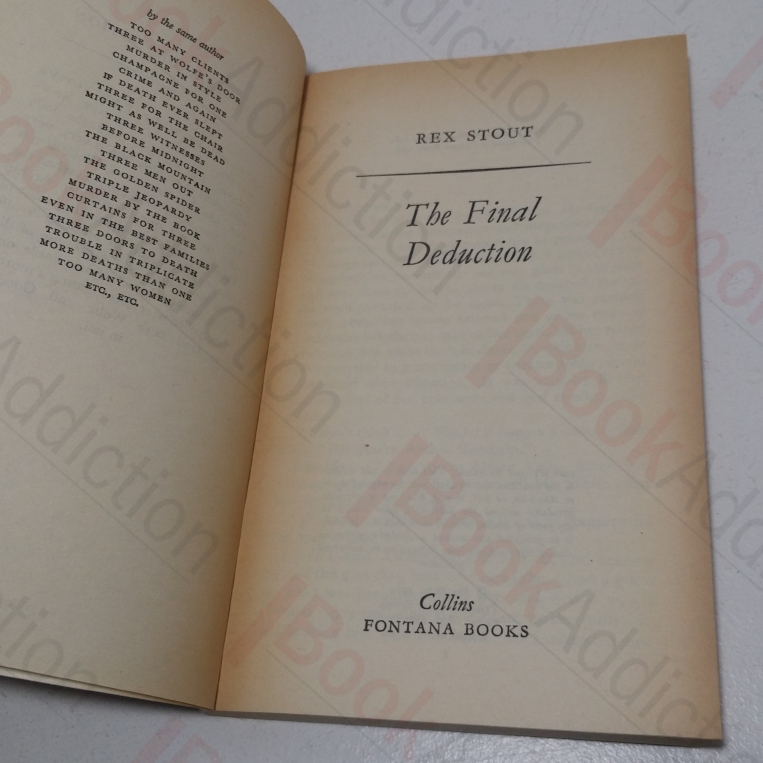 by the same author
TOO MANY CLIENTS
THREE AT WOLFE'S DOOR
MURDER IN STYLE
CHAMPAGNE FOR ONE
CRIME AND AGAIN
IF DEATH EVER SLEPT
THREE FOR THE CHAIR
MIGHT AS WELL BE DEAD
THREE WITNESSES
BEFORE MIDNIGHT
THE BLACK MOUNTAIN
THREE MEN OUT
THE GOLDEN SPIDER
TRIPLE JEOPARDY
MURDER BY THE BOOK
CURTAINS FOR THREE
EVEN IN THE BEST FAMILIES
THREE DOORS TO DEATH
TROUBLE IN TRIPLICATE
MORE DEATHS THAN ONE
TOO MANY WOMEN
ETC., ETC.
REX STOUT
The Final
Deduction
Collins
FONTANA BOOKS
BookAddiction
BookAddiction
BookAddiction
BookAddiction